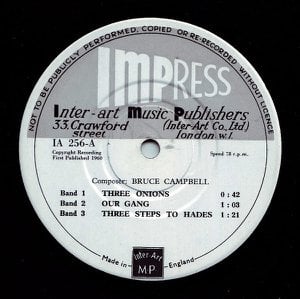 NOT TO BE PUBLICLY PERFORMED, COPIED OR RE-RECORDED WITHOUT LICENCE
IMPRESS
Inter-art Music Publishers
33, Crawford (Inter-Art Co., Ltd.)
street London. W.1.
IA 256-A
Copyright Recording
First Published 1960
Speed 78 r.p.m.
Composer: BRUCE CAMPBELL
Band 1 THREE ONIONS 0:42
Band 2 OUR GANG 1:03
Band 3 THREE STEPS TO HADES 1:21
Inter-Art
MP
Made in England